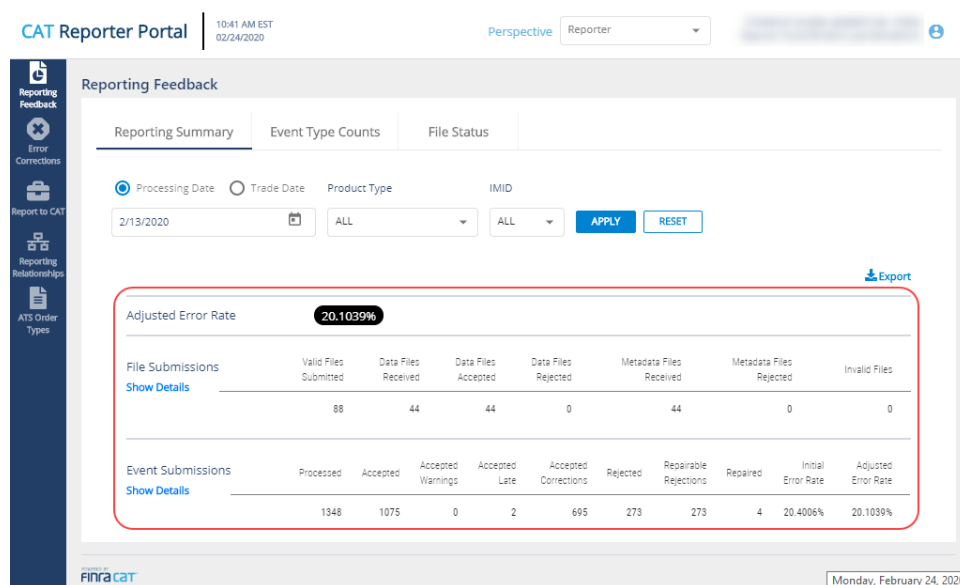 CAT Reporter Portal
10:41 AM EST
02/24/2020
Perspective
Reporter
Reporting
Feedback
Error
Corrections
Report to CAT
Reporting
Relationships
ATS Order
Types
Reporting Feedback
Reporting Summary Event Type Counts File Status
Processing Date Trade Date Product Type IMID
2/13/2020 ALL ALL APPLY RESET
Export
Adjusted Error Rate 20.1039%
File Submissions
Show Details
Valid Files Submitted Data Files Received Data Files Accepted Data Files Rejected Metadata Files Received Metadata Files Rejected Invalid Files
88 44 44 0 44 0 0
Event Submissions
Show Details
Processed Accepted Accepted Warnings Accepted Late Accepted Corrections Rejected Repairable Rejections Repaired Initial Error Rate Adjusted Error Rate
1348 1075 0 2 695 273 273 4 20.4006% 20.1039%
POWERED BY
Finra CAT
Monday, February 24, 202